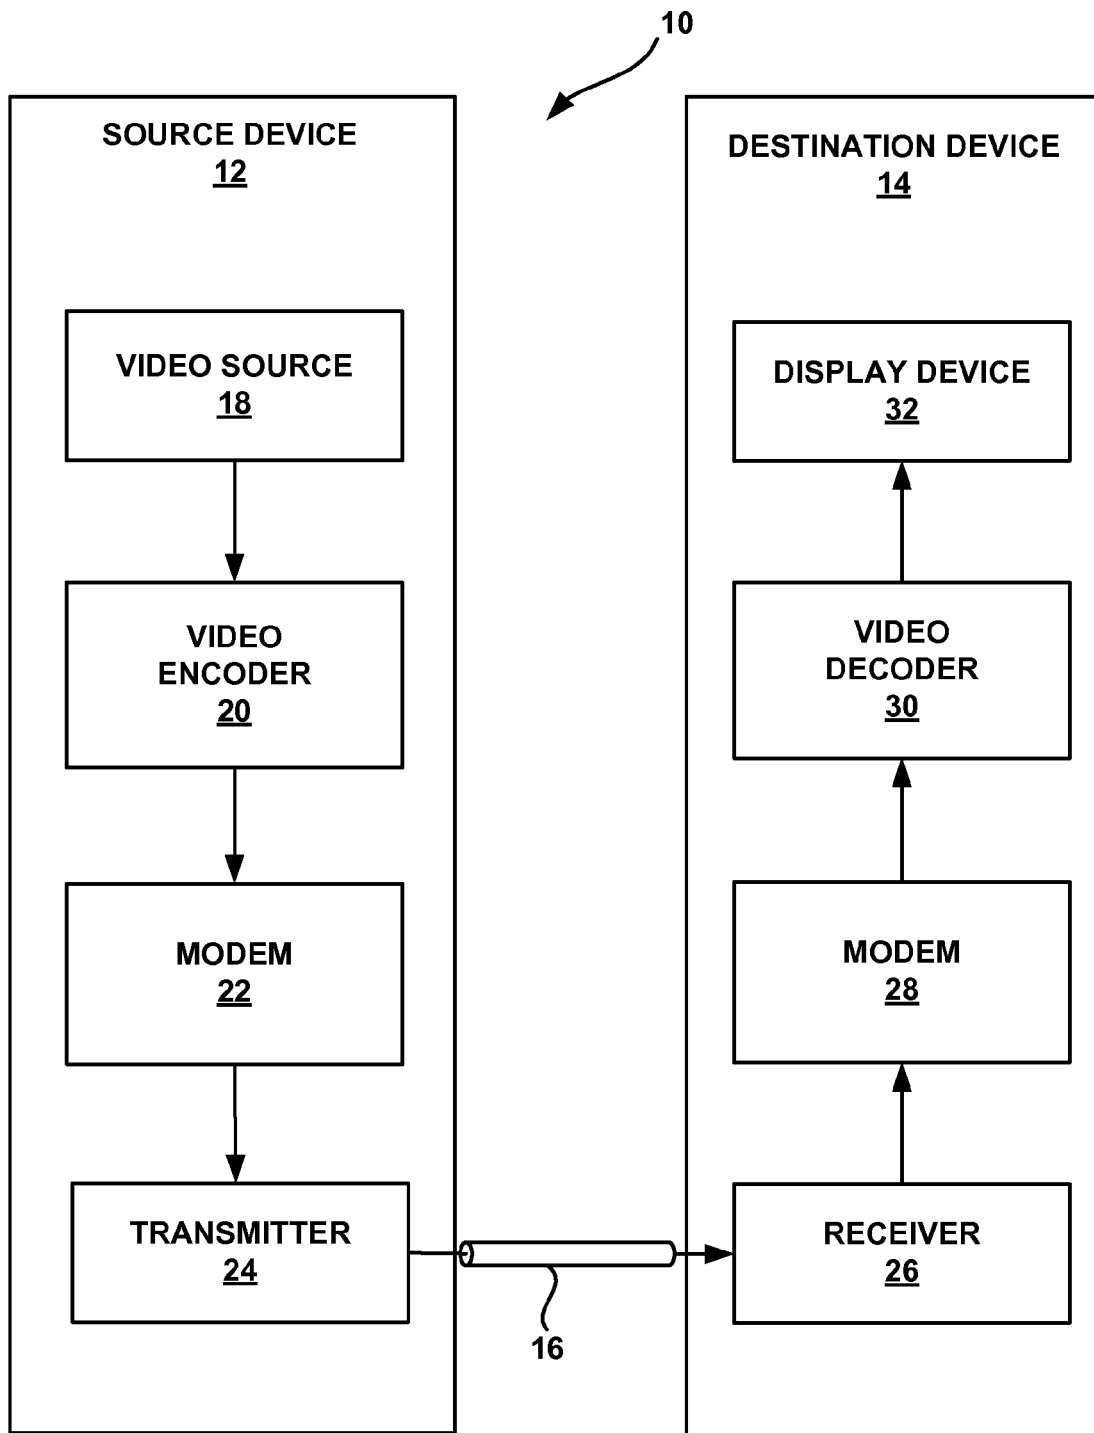 10
SOURCE DEVICE
12
VIDEO SOURCE
18
VIDEO
ENCODER
20
MODEM
22
TRANSMITTER
24
16
DESTINATION DEVICE
14
DISPLAY DEVICE
32
VIDEO
DECODER
30
MODEM
28
RECEIVER
26